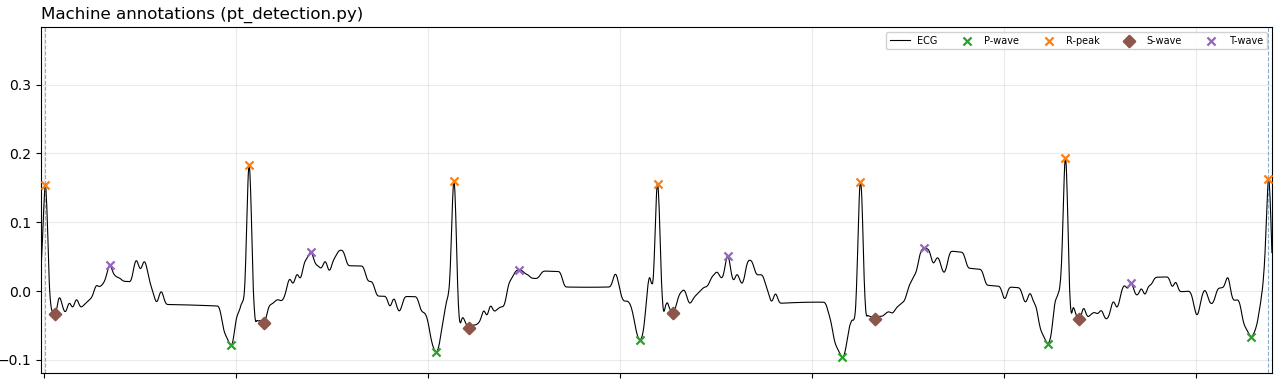 Machine annotations (pt_detection.py)
ECG P-wave R-peak S-wave T-wave
0.3
0.2
0.1
0.0
−0.1